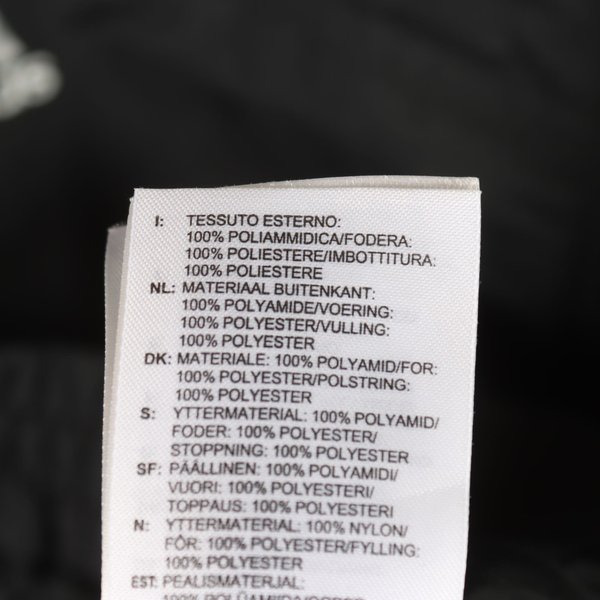 I: TESSUTO ESTERNO:
100% POLIAMMIDICA/FODERA:
100% POLIESTERE/IMBOTTITURA:
100% POLIESTERE
NL: MATERIAAL BUITENKANT:
100% POLYAMIDE/VOERING:
100% POLYESTER/VULLING:
100% POLYESTER
DK: MATERIALE: 100% POLYAMID/FOR:
100% POLYESTER/POLSTRING:
100% POLYESTER
S: YTTERMATERIAL: 100% POLYAMID/
FODER: 100% POLYESTER/
STOPPNING: 100% POLYESTER
SF: PÄÄLLINEN: 100% POLYAMIDI/
VUORI: 100% POLYESTERI/
TOPPAUS: 100% POLYESTERI
N: YTTERMATERIAL: 100% NYLON/
FÔR: 100% POLYESTER/FYLLING:
100% POLYESTER
EST: PEALISMATERJAL: